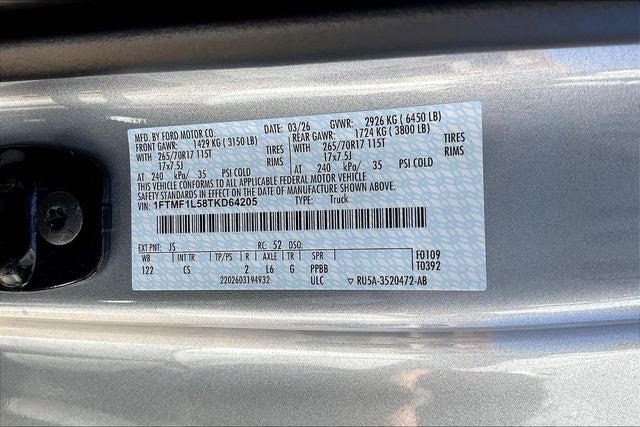 MFD. BY FORD MOTOR CO. DATE: 03/26 GVWR: 2926 KG ( 6450 LB)
FRONT GAWR: 1429 KG ( 3150 LB) REAR GAWR: 1724 KG ( 3800 LB)
WITH 265/70R17 115T TIRES WITH 265/70R17 115T TIRES
17x7.5J RIMS 17x7.5J RIMS
AT 240 kPa/ 35 PSI COLD AT 240 kPa/ 35 PSI COLD
THIS VEHICLE CONFORMS TO ALL APPLICABLE FEDERAL MOTOR VEHICLE
SAFETY STANDARDS IN EFFECT ON THE DATE OF MANUFACTURE SHOWN ABOVE.
VIN: 1FTMF1L58TKD64205 TYPE: Truck
EXT PNT: JS RC: 52 DSO:
WB INT TR TP/PS R AXLE TR SPR F0109
122 CS 2 L6 G PPBB T0392
2202603194932 ULC ▽ RU5A-3520472-AB